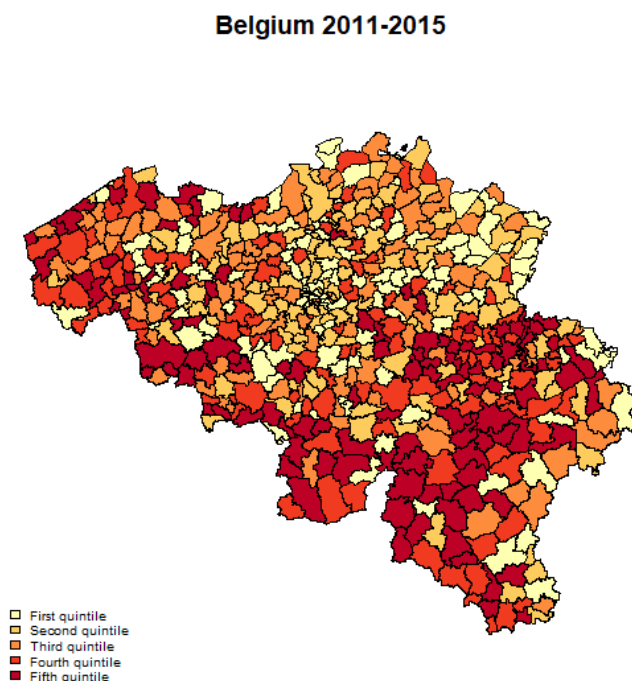 Belgium 2011-2015
First quintile
Second quintile
Third quintile
Fourth quintile
Fifth quintile